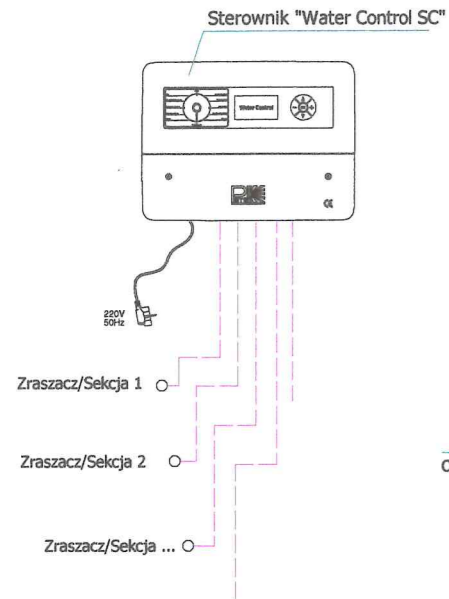 Sterownik "Water Control SC"
Water Control
220V
50Hz
Zraszacz/Sekcja 1
Zraszacz/Sekcja 2
Zraszacz/Sekcja ...